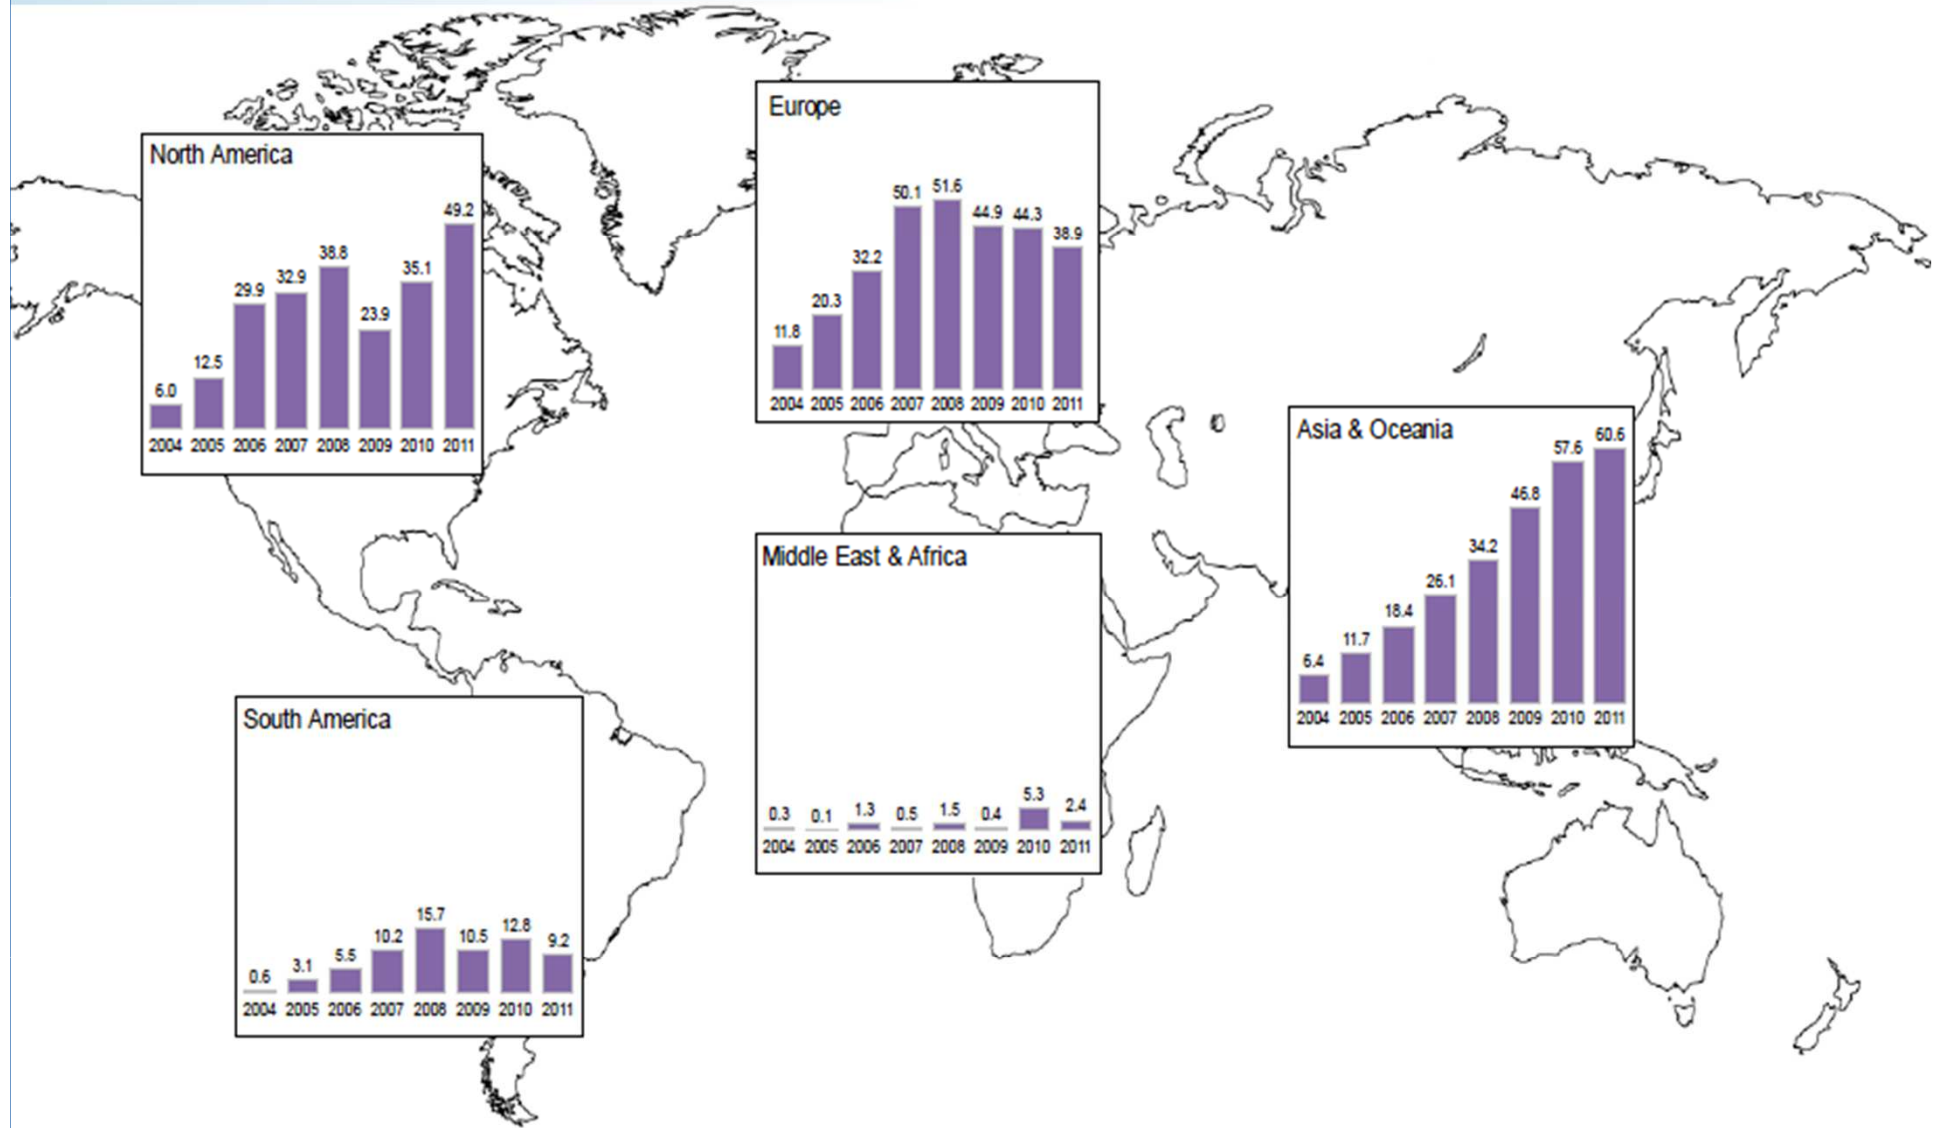 Europe
50.1 51.6
44.9 44.3
38.9
32.2
20.3
11.8
2004 2005 2006 2007 2008 2009 2010 2011
North America
49.2
38.8
35.1
32.9
29.9
23.9
12.5
6.0
2004 2005 2006 2007 2008 2009 2010 2011
Asia & Oceania
60.6
57.6
46.8
34.2
26.1
18.4
11.7
6.4
2004 2005 2006 2007 2008 2009 2010 2011
Middle East & Africa
0.3 0.1 1.3 0.5 1.5 0.4 5.3 2.4
2004 2005 2006 2007 2008 2009 2010 2011
South America
15.7
12.8
10.2 10.5
9.2
5.5
3.1
0.6
2004 2005 2006 2007 2008 2009 2010 2011